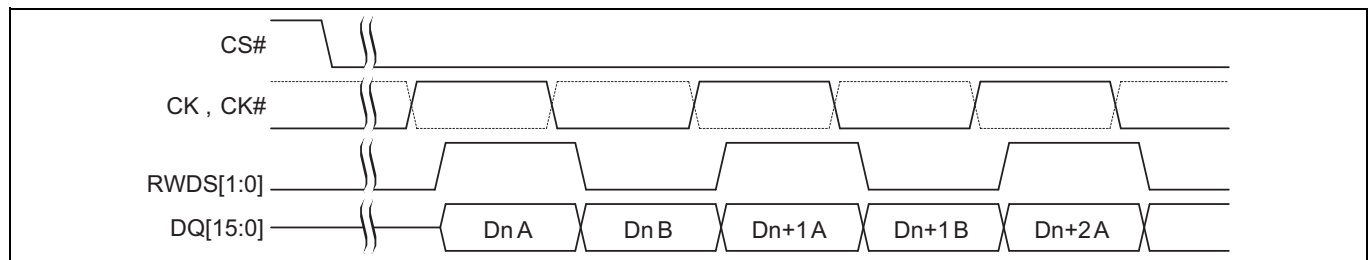 CS#
CK , CK#
RWDS[1:0]
DQ[15:0]
Dn A
Dn B
Dn+1 A
Dn+1 B
Dn+2 A